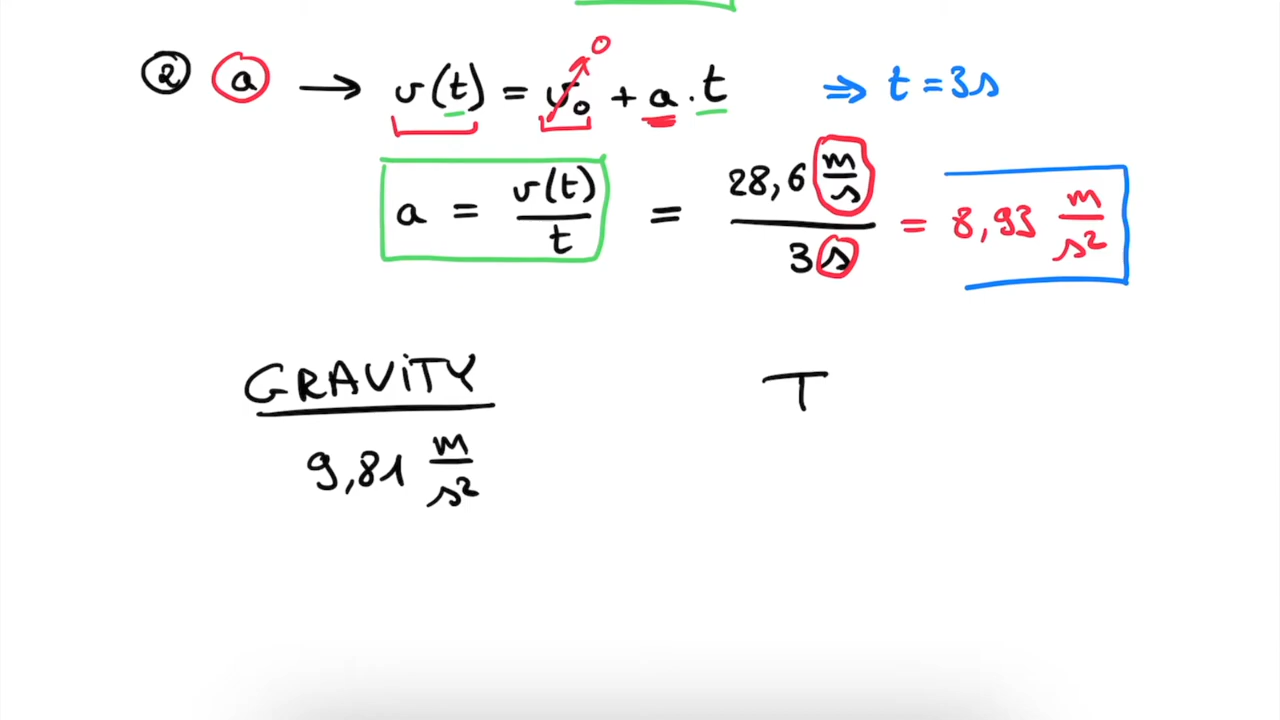 ② a → v(t) = v₀ 0 + a · t ⇒ t = 3s
a = v(t)/t = 28,6 m/s / 3 s = 8,93 m/s²
GRAVITY T
9,81 m/s²